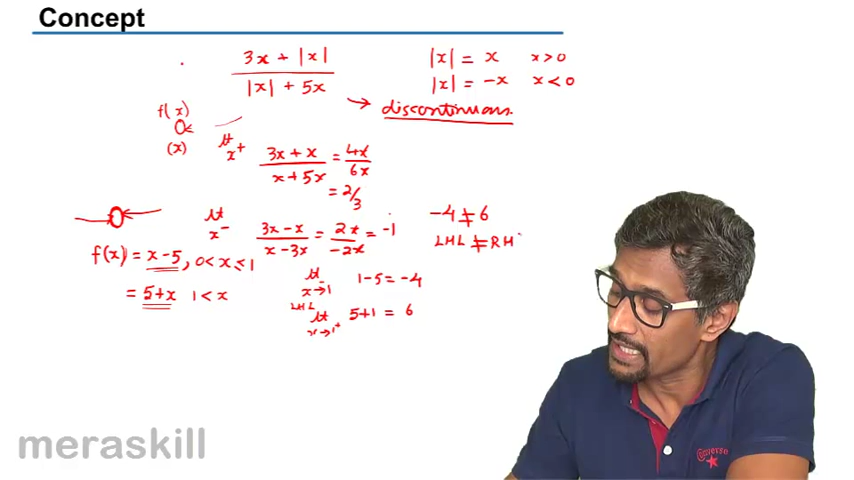 Concept
3x + |x| / |x| + 5x
|x| = x x>0
|x| = -x x<0
→ discontinuous.
f(x)
(x)
lt x⁺ 3x + x / x + 5x = 4x / 6x
= 2/3
lt x⁻ 3x - x / x - 3x = 2x / -2x = -1
-4 ≠ 6
LHL ≠ RH
f(x) = x - 5, 0 < x ≤ 1
= 5+x 1 < x
lt x→1⁻ 1 - 5 = -4
LHL
lt x→1⁺ 5+1 = 6
meraskill
Converse